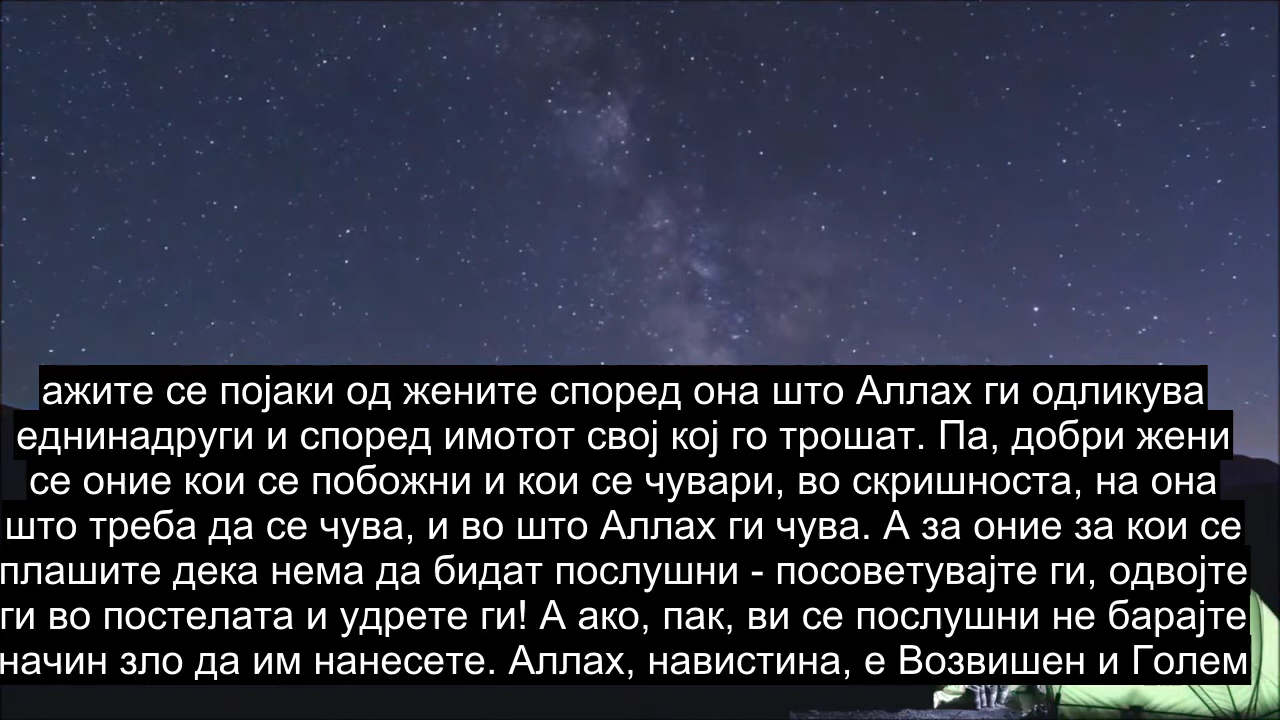 ажите се појаки од жените според она што Аллах ги одликува
еднинадруги и според имотот свој кој го трошат. Па, добри жени
се оние кои се побожни и кои се чувари, во скришноста, на она
што треба да се чува, и во што Аллах ги чува. А за оние за кои се
плашите дека нема да бидат послушни - посоветувајте ги, одвојте
ги во постелата и удрете ги! А ако, пак, ви се послушни не барајте
начин зло да им нанесете. Аллах, навистина, е Возвишен и Голем